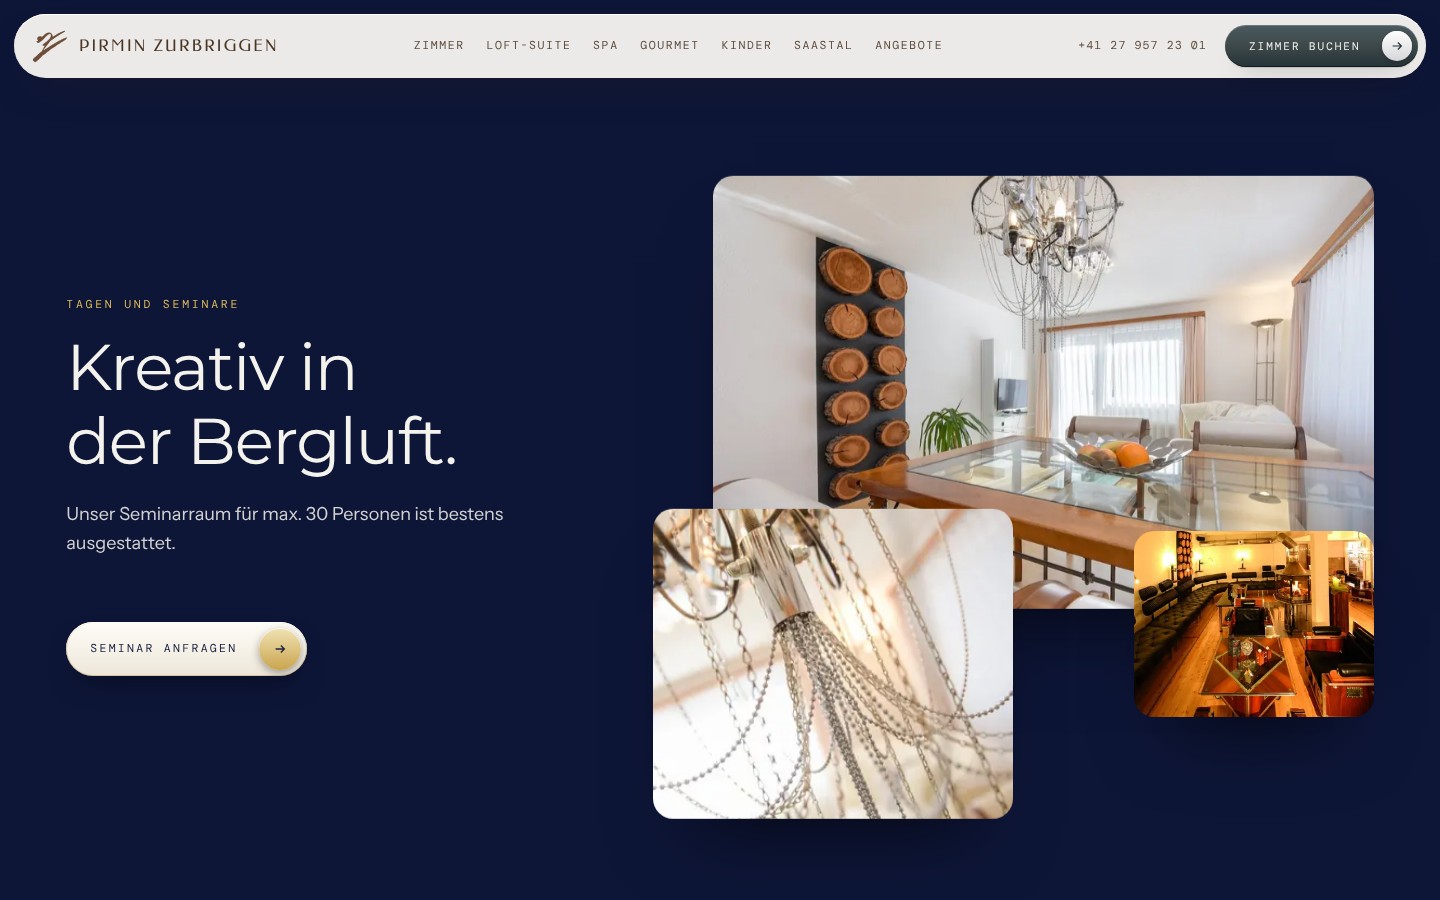 PIRMIN ZURBRIGGEN
ZIMMER
LOFT-SUITE
SPA
GOURMET
KINDER
SAASTAL
ANGEBOTE
+41 27 957 23 01
ZIMMER BUCHEN
TAGEN UND SEMINARE
Kreativ in
der Bergluft.
Unser Seminarraum für max. 30 Personen ist bestens
ausgestattet.
SEMINAR ANFRAGEN